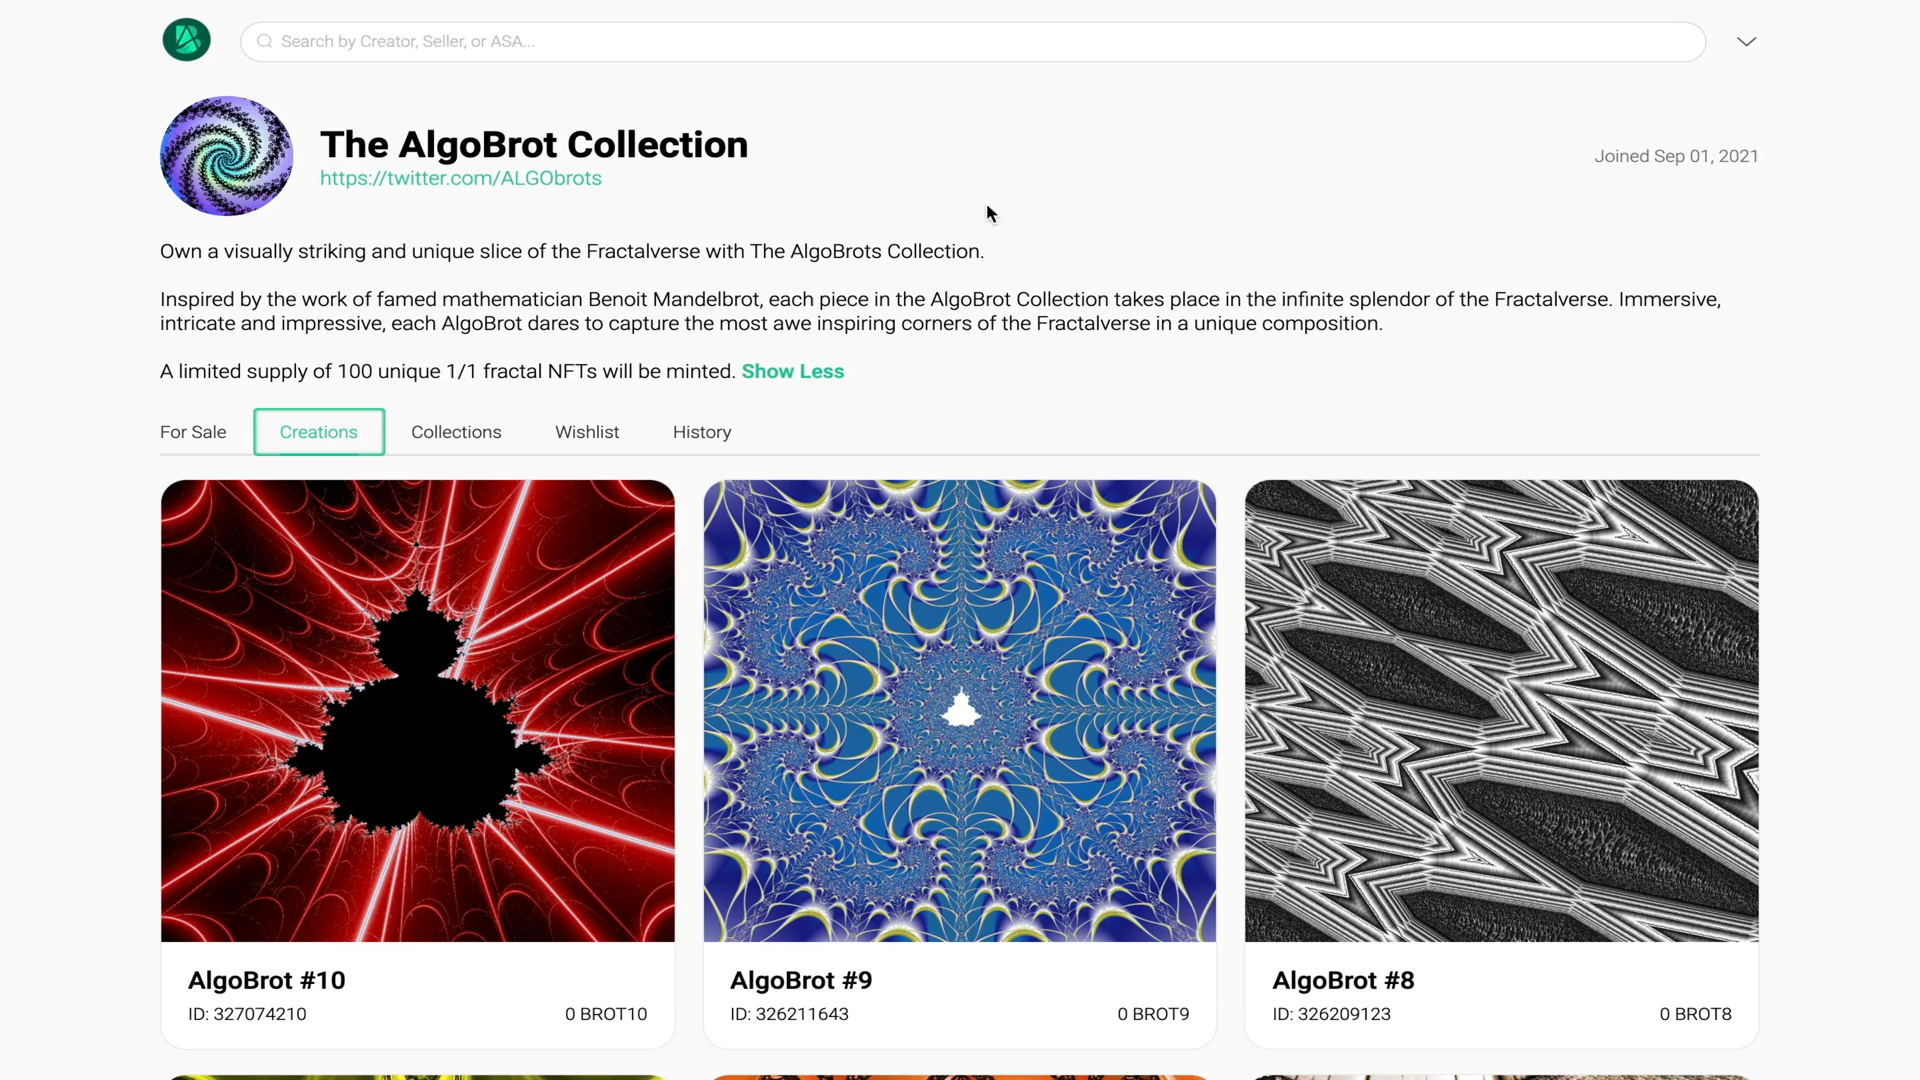 Search by Creator, Seller, or ASA...
The AlgoBrot Collection
https://twitter.com/ALGObrots
Joined Sep 01, 2021
Own a visually striking and unique slice of the Fractalverse with The AlgoBrots Collection.
Inspired by the work of famed mathematician Benoit Mandelbrot, each piece in the AlgoBrot Collection takes place in the infinite splendor of the Fractalverse. Immersive,
intricate and impressive, each AlgoBrot dares to capture the most awe inspiring corners of the Fractalverse in a unique composition.
A limited supply of 100 unique 1/1 fractal NFTs will be minted. Show Less
For Sale Creations Collections Wishlist History
AlgoBrot #10
ID: 327074210 0 BROT10
AlgoBrot #9
ID: 326211643 0 BROT9
AlgoBrot #8
ID: 326209123 0 BROT8